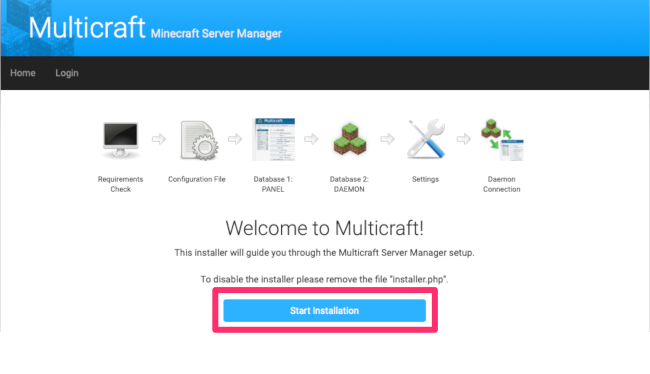 Multicraft Minecraft Server Manager
Home Login
Requirements Check
Configuration File
Database 1: PANEL
Database 2: DAEMON
Settings
Daemon Connection
Welcome to Multicraft!
This installer will guide you through the Multicraft Server Manager setup.
To disable the installer please remove the file "installer.php".
Start Installation